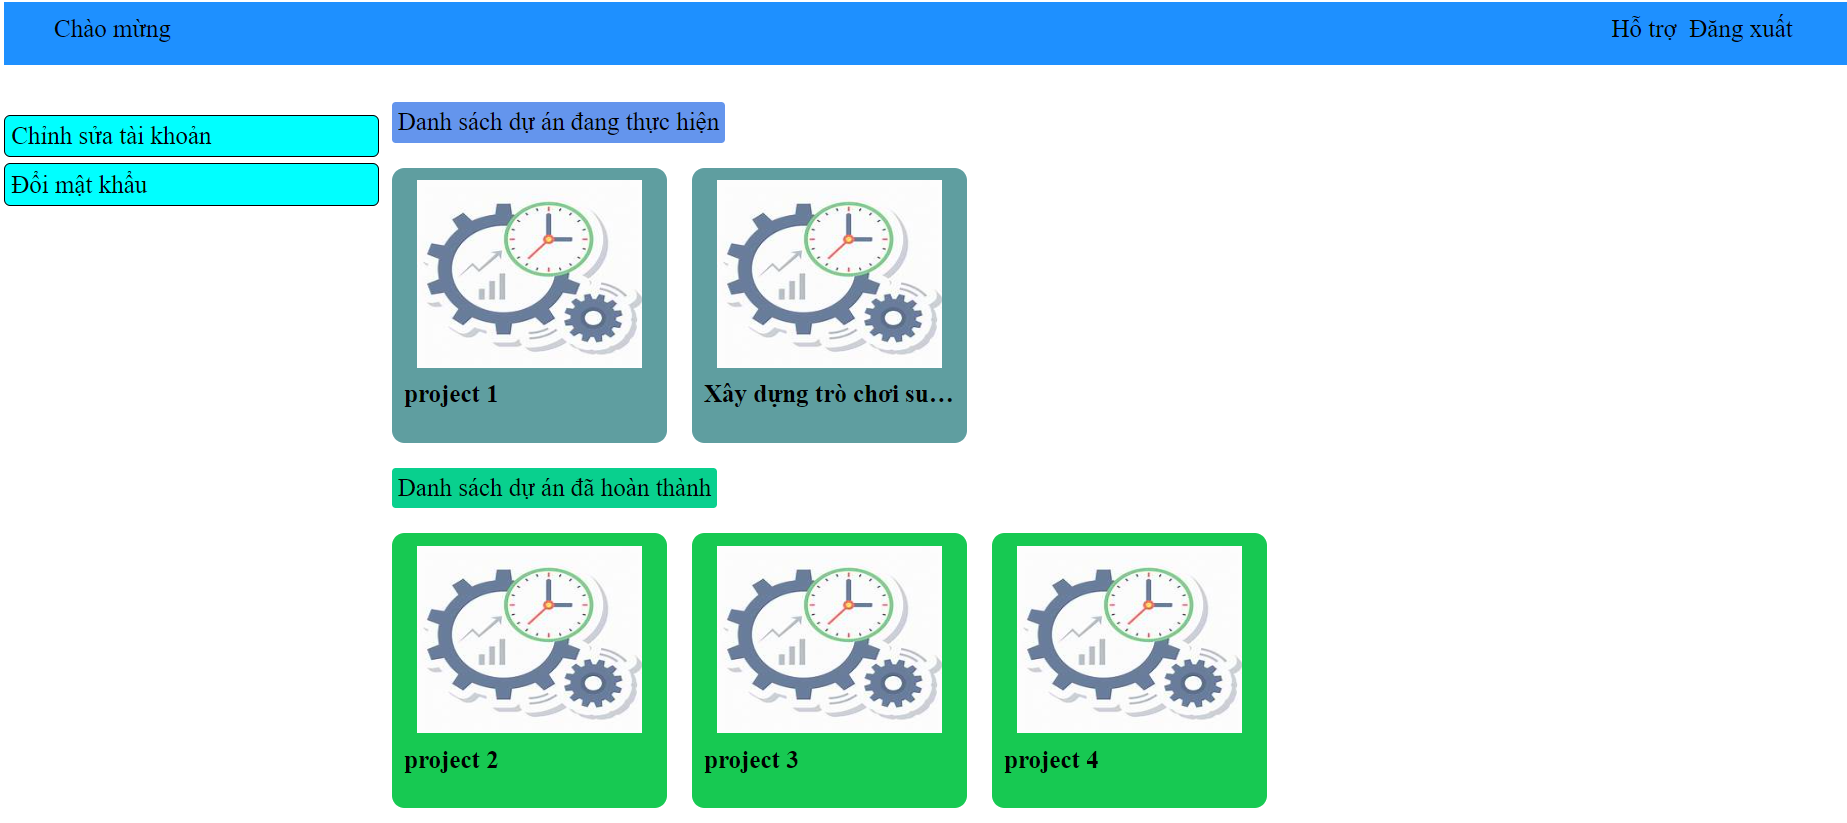 Chào mừng
Hỗ trợ Đăng xuất
Chỉnh sửa tài khoản
Đổi mật khẩu
Danh sách dự án đang thực hiện
project 1
Xây dựng trò chơi su...
Danh sách dự án đã hoàn thành
project 2
project 3
project 4